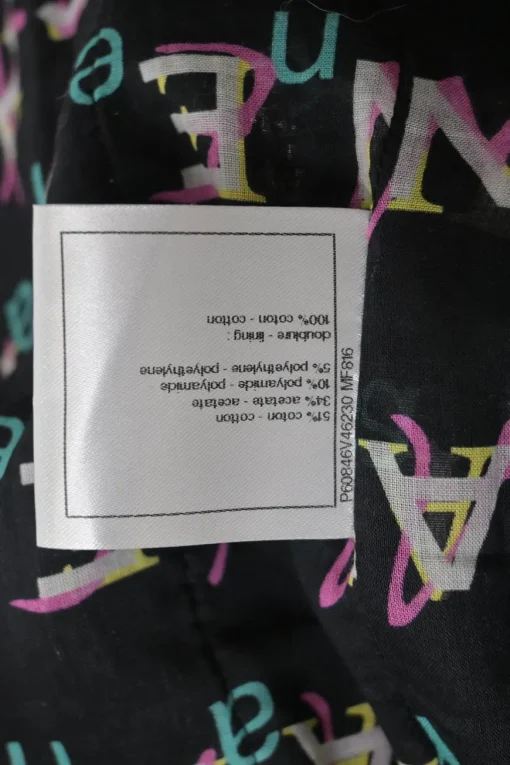 51% coton - cotton
34% acetate - acetate
10% polyamide - polyamide
5% polyethylene - polyethylene
doublure - lining :
100% coton - cotton
P60846V46230 MF816